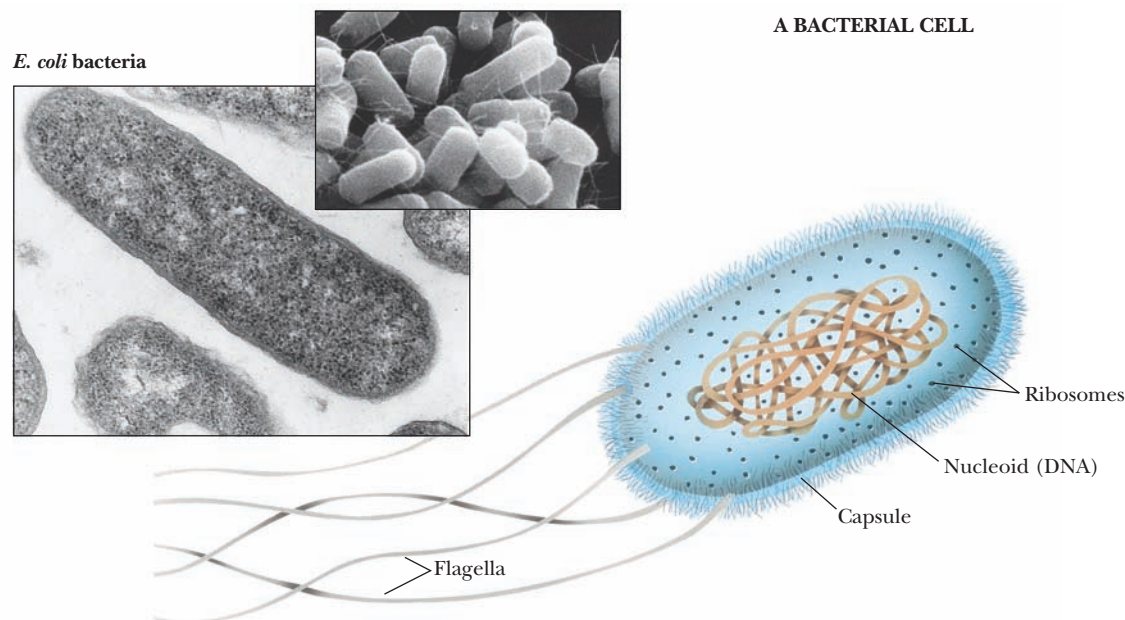 A BACTERIAL CELL
E. coli bacteria
Ribosomes
Nucleoid (DNA)
Capsule
Flagella